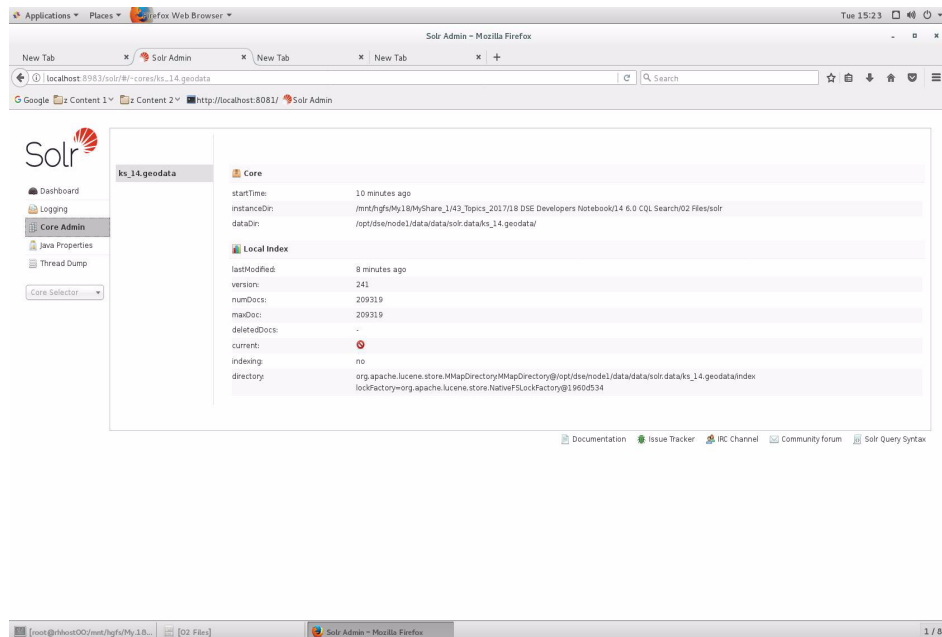 Applications Places Firefox Web Browser Tue 15:23
Solr Admin - Mozilla Firefox
New Tab Solr Admin New Tab New Tab
localhost:8983/solr/#/~cores/ks_14.geodata Search
Google z Content 1 z Content 2 http://localhost:8081/ Solr Admin
Solr
Dashboard
Logging
Core Admin
Java Properties
Thread Dump
Core Selector
ks_14.geodata
Core
startTime: 10 minutes ago
instanceDir: /mnt/hgfs/My.18/MyShare_1/43_Topics_2017/18 DSE Developers Notebook/14 6.0 CQL Search/02 Files/solr
dataDir: /opt/dse/node1/data/data/solr.data/ks_14.geodata/
Local Index
lastModified: 8 minutes ago
version: 241
numDocs: 209319
maxDoc: 209319
deletedDocs: -
current:
indexing: no
directory: org.apache.lucene.store.MMapDirectory:MMapDirectory@/opt/dse/node1/data/data/solr.data/ks_14.geodata/index
lockFactory=org.apache.lucene.store.NativeFSLockFactory@1960d534
Documentation Issue Tracker IRC Channel Community forum Solr Query Syntax
[root@rhhost00:/mnt/hgfs/My.18... [02 Files] Solr Admin - Mozilla Firefox 1 / 8